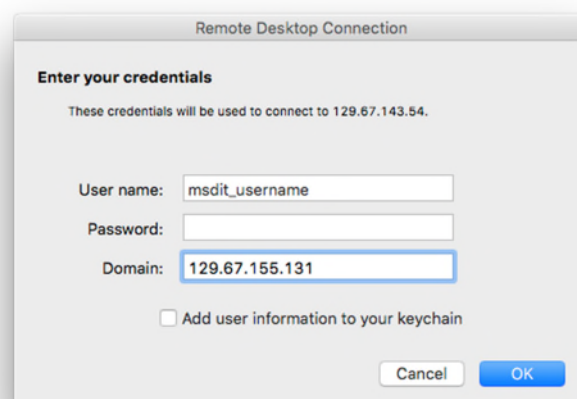 Remote Desktop Connection
Enter your credentials
These credentials will be used to connect to 129.67.143.54.
User name: msdit_username
Password:
Domain: 129.67.155.131
Add user information to your keychain
Cancel OK